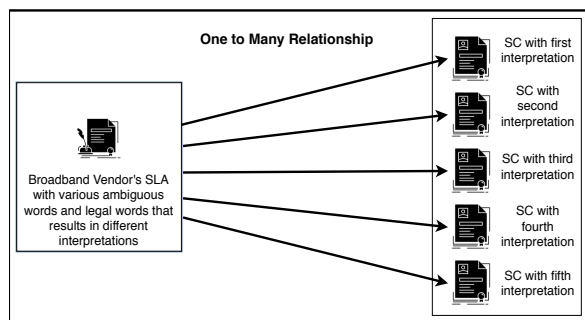 One to Many Relationship
Broadband Vendor's SLA
with various ambiguous
words and legal words that
results in different
interpretations
SC with first
interpretation
SC with
second
interpretation
SC with third
interpretation
SC with
fourth
interpretation
SC with fifth
interpretation